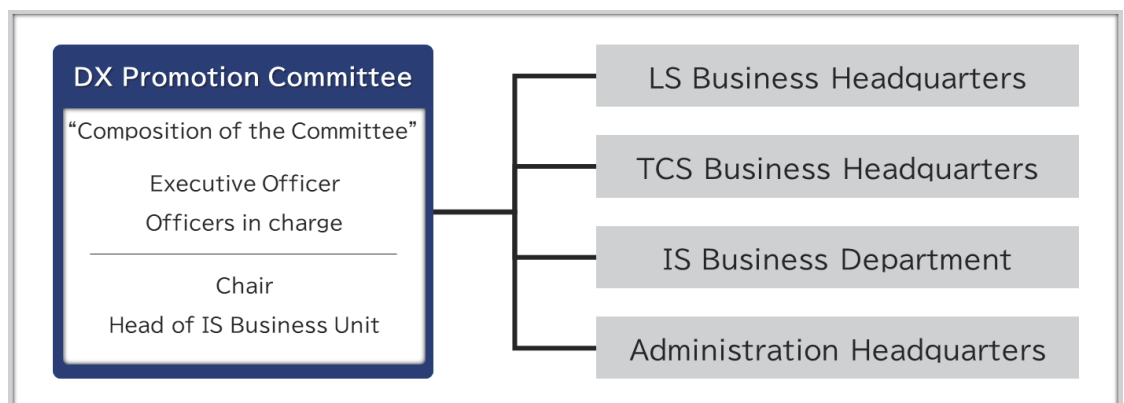 DX Promotion Committee
“Composition of the Committee”
Executive Officer
Officers in charge
Chair
Head of IS Business Unit
LS Business Headquarters
TCS Business Headquarters
IS Business Department
Administration Headquarters